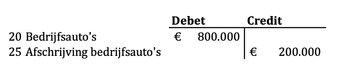 Debet Credit
20 Bedrijfsauto's € 800.000
25 Afschrijving bedrijfsauto's € 200.000